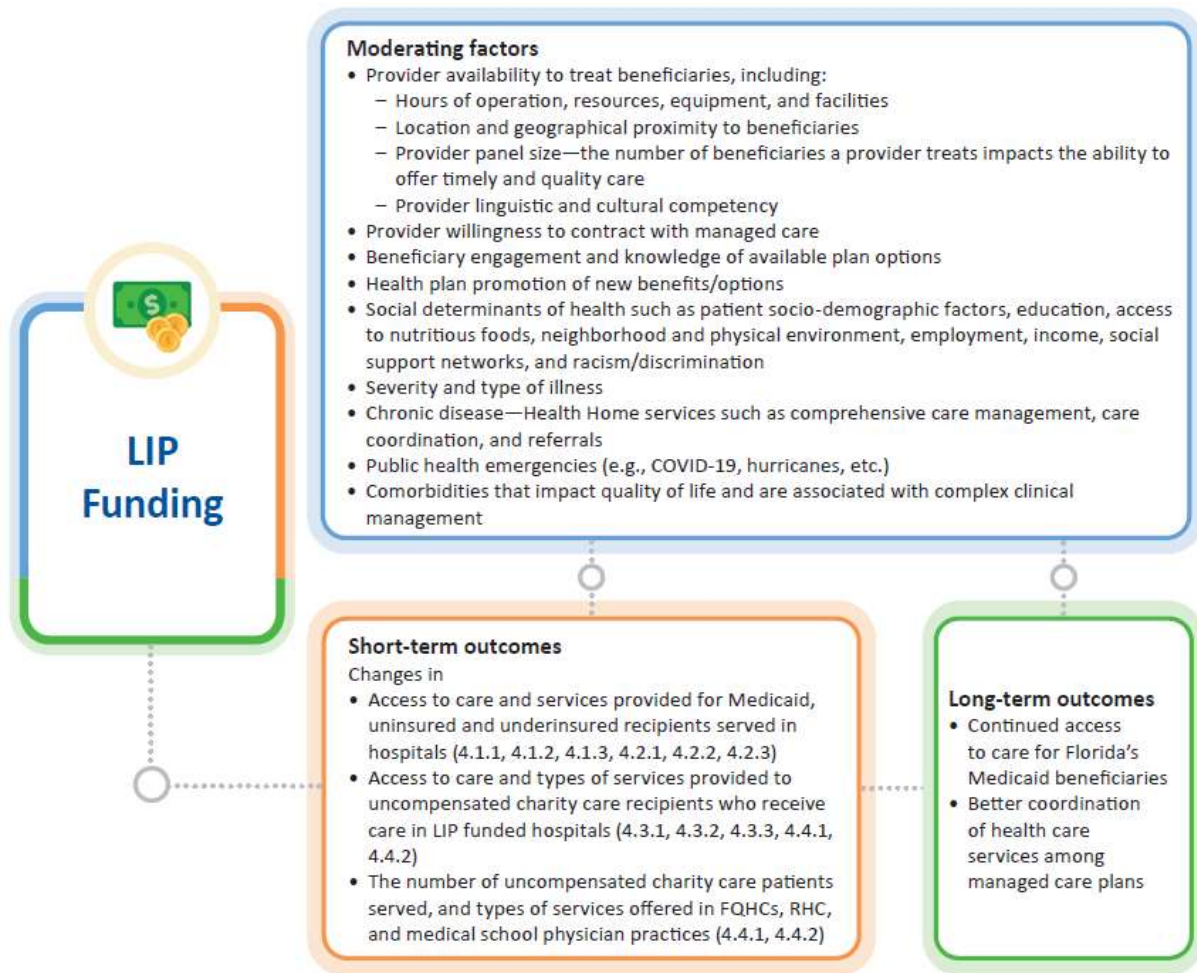 LIP
Funding
$
Moderating factors
• Provider availability to treat beneficiaries, including:
– Hours of operation, resources, equipment, and facilities
– Location and geographical proximity to beneficiaries
– Provider panel size—the number of beneficiaries a provider treats impacts the ability to
offer timely and quality care
– Provider linguistic and cultural competency
• Provider willingness to contract with managed care
• Beneficiary engagement and knowledge of available plan options
• Health plan promotion of new benefits/options
• Social determinants of health such as patient socio-demographic factors, education, access
to nutritious foods, neighborhood and physical environment, employment, income, social
support networks, and racism/discrimination
• Severity and type of illness
• Chronic disease—Health Home services such as comprehensive care management, care
coordination, and referrals
• Public health emergencies (e.g., COVID-19, hurricanes, etc.)
• Comorbidities that impact quality of life and are associated with complex clinical
management
Short-term outcomes
Changes in
• Access to care and services provided for Medicaid,
uninsured and underinsured recipients served in
hospitals (4.1.1, 4.1.2, 4.1.3, 4.2.1, 4.2.2, 4.2.3)
• Access to care and types of services provided to
uncompensated charity care recipients who receive
care in LIP funded hospitals (4.3.1, 4.3.2, 4.3.3, 4.4.1,
4.4.2)
• The number of uncompensated charity care patients
served, and types of services offered in FQHCs, RHC,
and medical school physician practices (4.4.1, 4.4.2)
Long-term outcomes
• Continued access
to care for Florida's
Medicaid beneficiaries
• Better coordination
of health care
services among
managed care plans